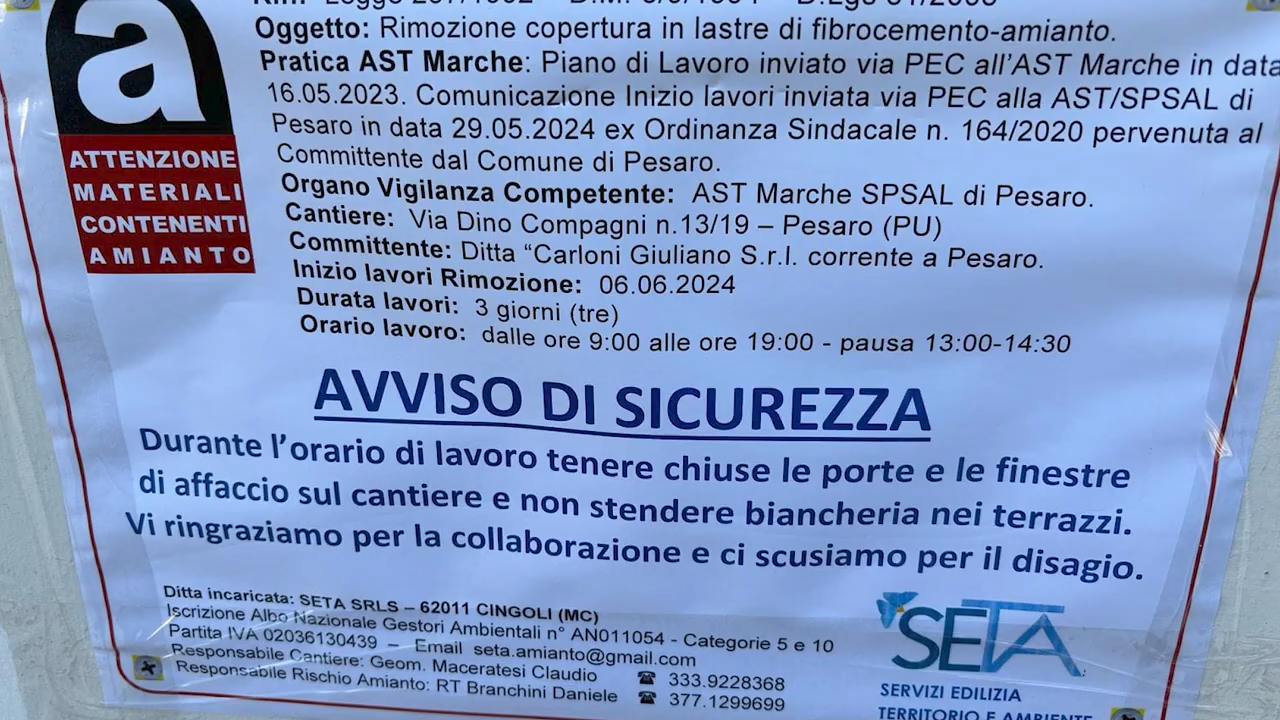 a
ATTENZIONE
MATERIALI
CONTENENTI
AMIANTO
Oggetto: Rimozione copertura in lastre di fibrocemento-amianto.
Pratica AST Marche: Piano di Lavoro inviato via PEC all'AST Marche in data
16.05.2023. Comunicazione Inizio lavori inviata via PEC alla AST/SPSAL di
Pesaro in data 29.05.2024 ex Ordinanza Sindacale n. 164/2020 pervenuta al
Committente dal Comune di Pesaro.
Organo Vigilanza Competente: AST Marche SPSAL di Pesaro.
Cantiere: Via Dino Compagni n.13/19 – Pesaro (PU)
Committente: Ditta “Carloni Giuliano S.r.l. corrente a Pesaro.
Inizio lavori Rimozione: 06.06.2024
Durata lavori: 3 giorni (tre)
Orario lavoro: dalle ore 9:00 alle ore 19:00 - pausa 13:00-14:30
AVVISO DI SICUREZZA
Durante l'orario di lavoro tenere chiuse le porte e le finestre
di affaccio sul cantiere e non stendere biancheria nei terrazzi.
Vi ringraziamo per la collaborazione e ci scusiamo per il disagio.
Ditta incaricata: SETA SRLS – 62011 CINGOLI (MC)
Iscrizione Albo Nazionale Gestori Ambientali n° AN011054 - Categorie 5 e 10
Partita IVA 02036130439 – Email seta.amianto@gmail.com
Responsabile Cantiere: Geom. Maceratesi Claudio ☎ 333.9228368
Responsabile Rischio Amianto: RT Branchini Daniele ☎ 377.1299699
SETA
SERVIZI EDILIZIA
TERRITORIO E AMBIENTE